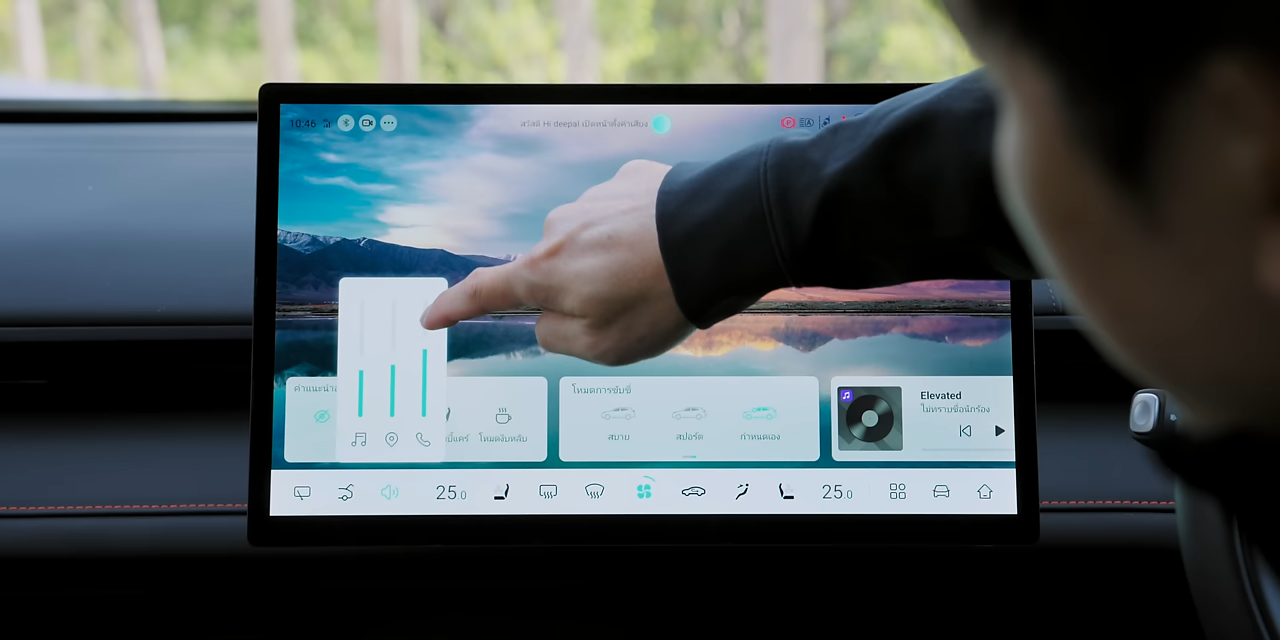 10:46
สวัสดี Hi deepal เปิดหน้าตั้งค่าเสียง
คำแนะนำ
โหมดงีบหลับ
โหมดการขับขี่
สบาย
สปอร์ต
กำหนดเอง
Elevated
ไม่ทราบชื่อนักร้อง
25.0
25.0